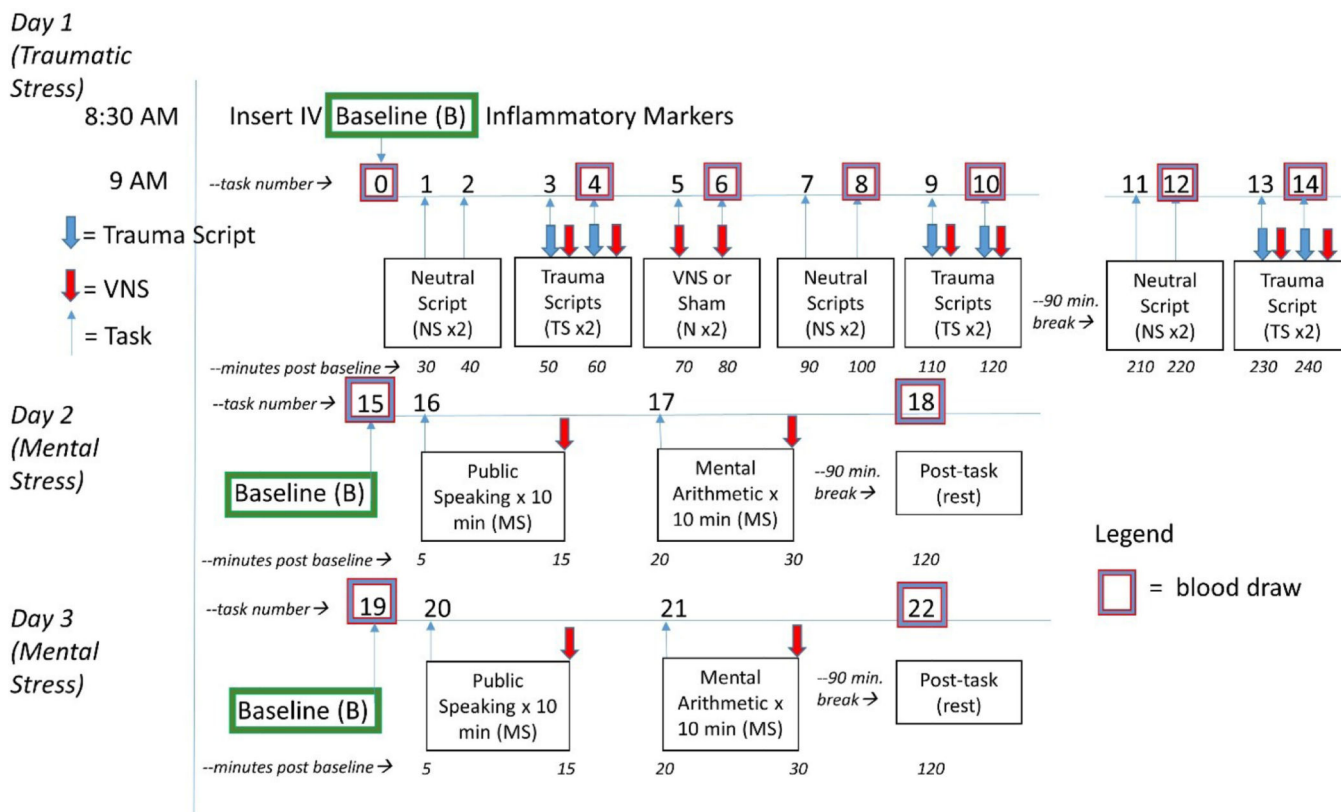 Day 1
(Traumatic
Stress)
8:30 AM
Insert IV Baseline (B) Inflammatory Markers
9 AM
--task number→ 0 1 2 3 4 5 6 7 8 9 10 11 12 13 14
= Trauma Script
= VNS
= Task
Neutral
Script
(NS x2)
Trauma
Scripts
(TS x2)
VNS or
Sham
(N x2)
Neutral
Scripts
(NS x2)
Trauma
Scripts
(TS x2)
--90 min.
break→
Neutral
Script
(NS x2)
Trauma
Script
(TS x2)
--minutes post baseline→ 30 40 50 60 70 80 90 100 110 120 210 220 230 240
Day 2
(Mental
Stress)
--task number→ 15 16 17 18
Baseline (B)
Public
Speaking x 10
min (MS)
Mental
Arithmetic x
10 min (MS)
--90 min.
break→
Post-task
(rest)
--minutes post baseline→ 5 15 20 30 120
Day 3
(Mental
Stress)
--task number→ 19 20 21 22
Baseline (B)
Public
Speaking x 10
min (MS)
Mental
Arithmetic x
10 min (MS)
--90 min.
break→
Post-task
(rest)
--minutes post baseline→ 5 15 20 30 120
Legend
= blood draw